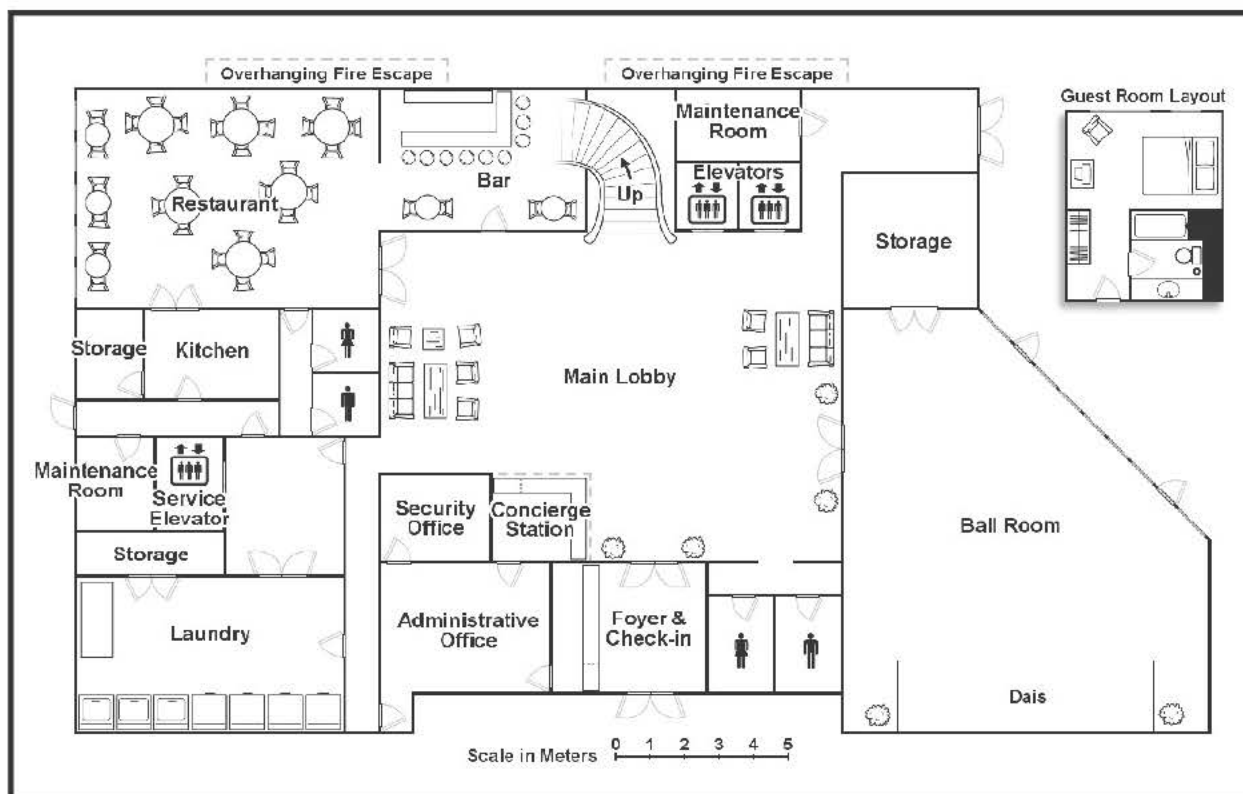 Overhanging Fire Escape
Overhanging Fire Escape
Guest Room Layout
Maintenance
Room
Elevators
Up
Bar
Restaurant
Storage
Storage
Kitchen
Main Lobby
Maintenance
Room
Service
Elevator
Security
Office
Concierge
Station
Ball Room
Storage
Laundry
Administrative
Office
Foyer &
Check-in
Dais
Scale in Meters
0 1 2 3 4 5